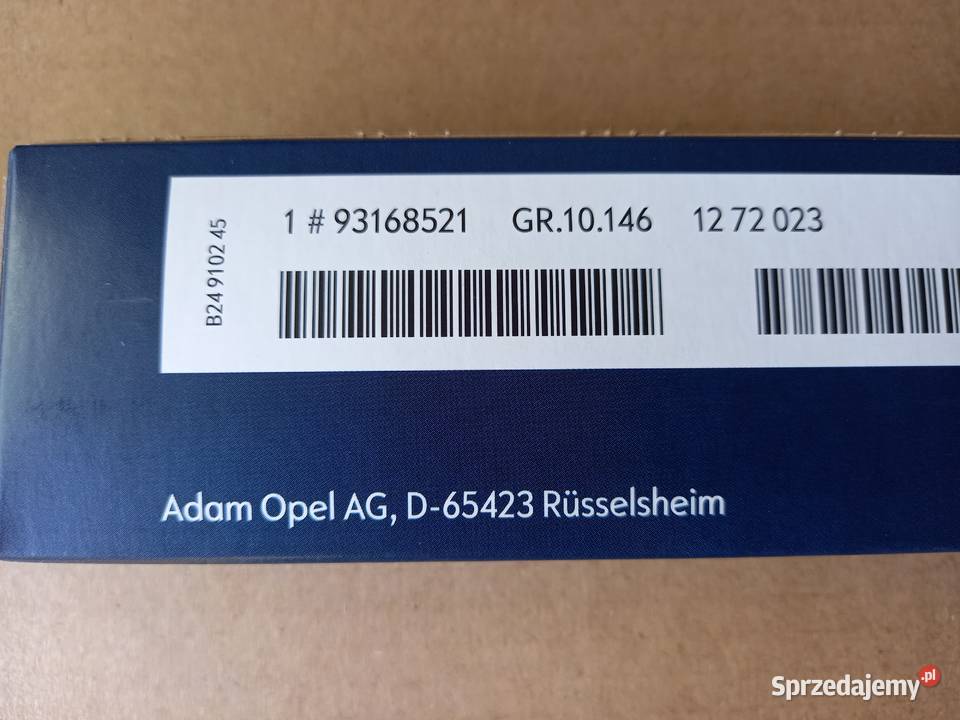 1 # 93168521 GR.10.146 12 72 023
B24 9102 45
Adam Opel AG, D-65423 Rüsselsheim
Sprzedajemy.pl